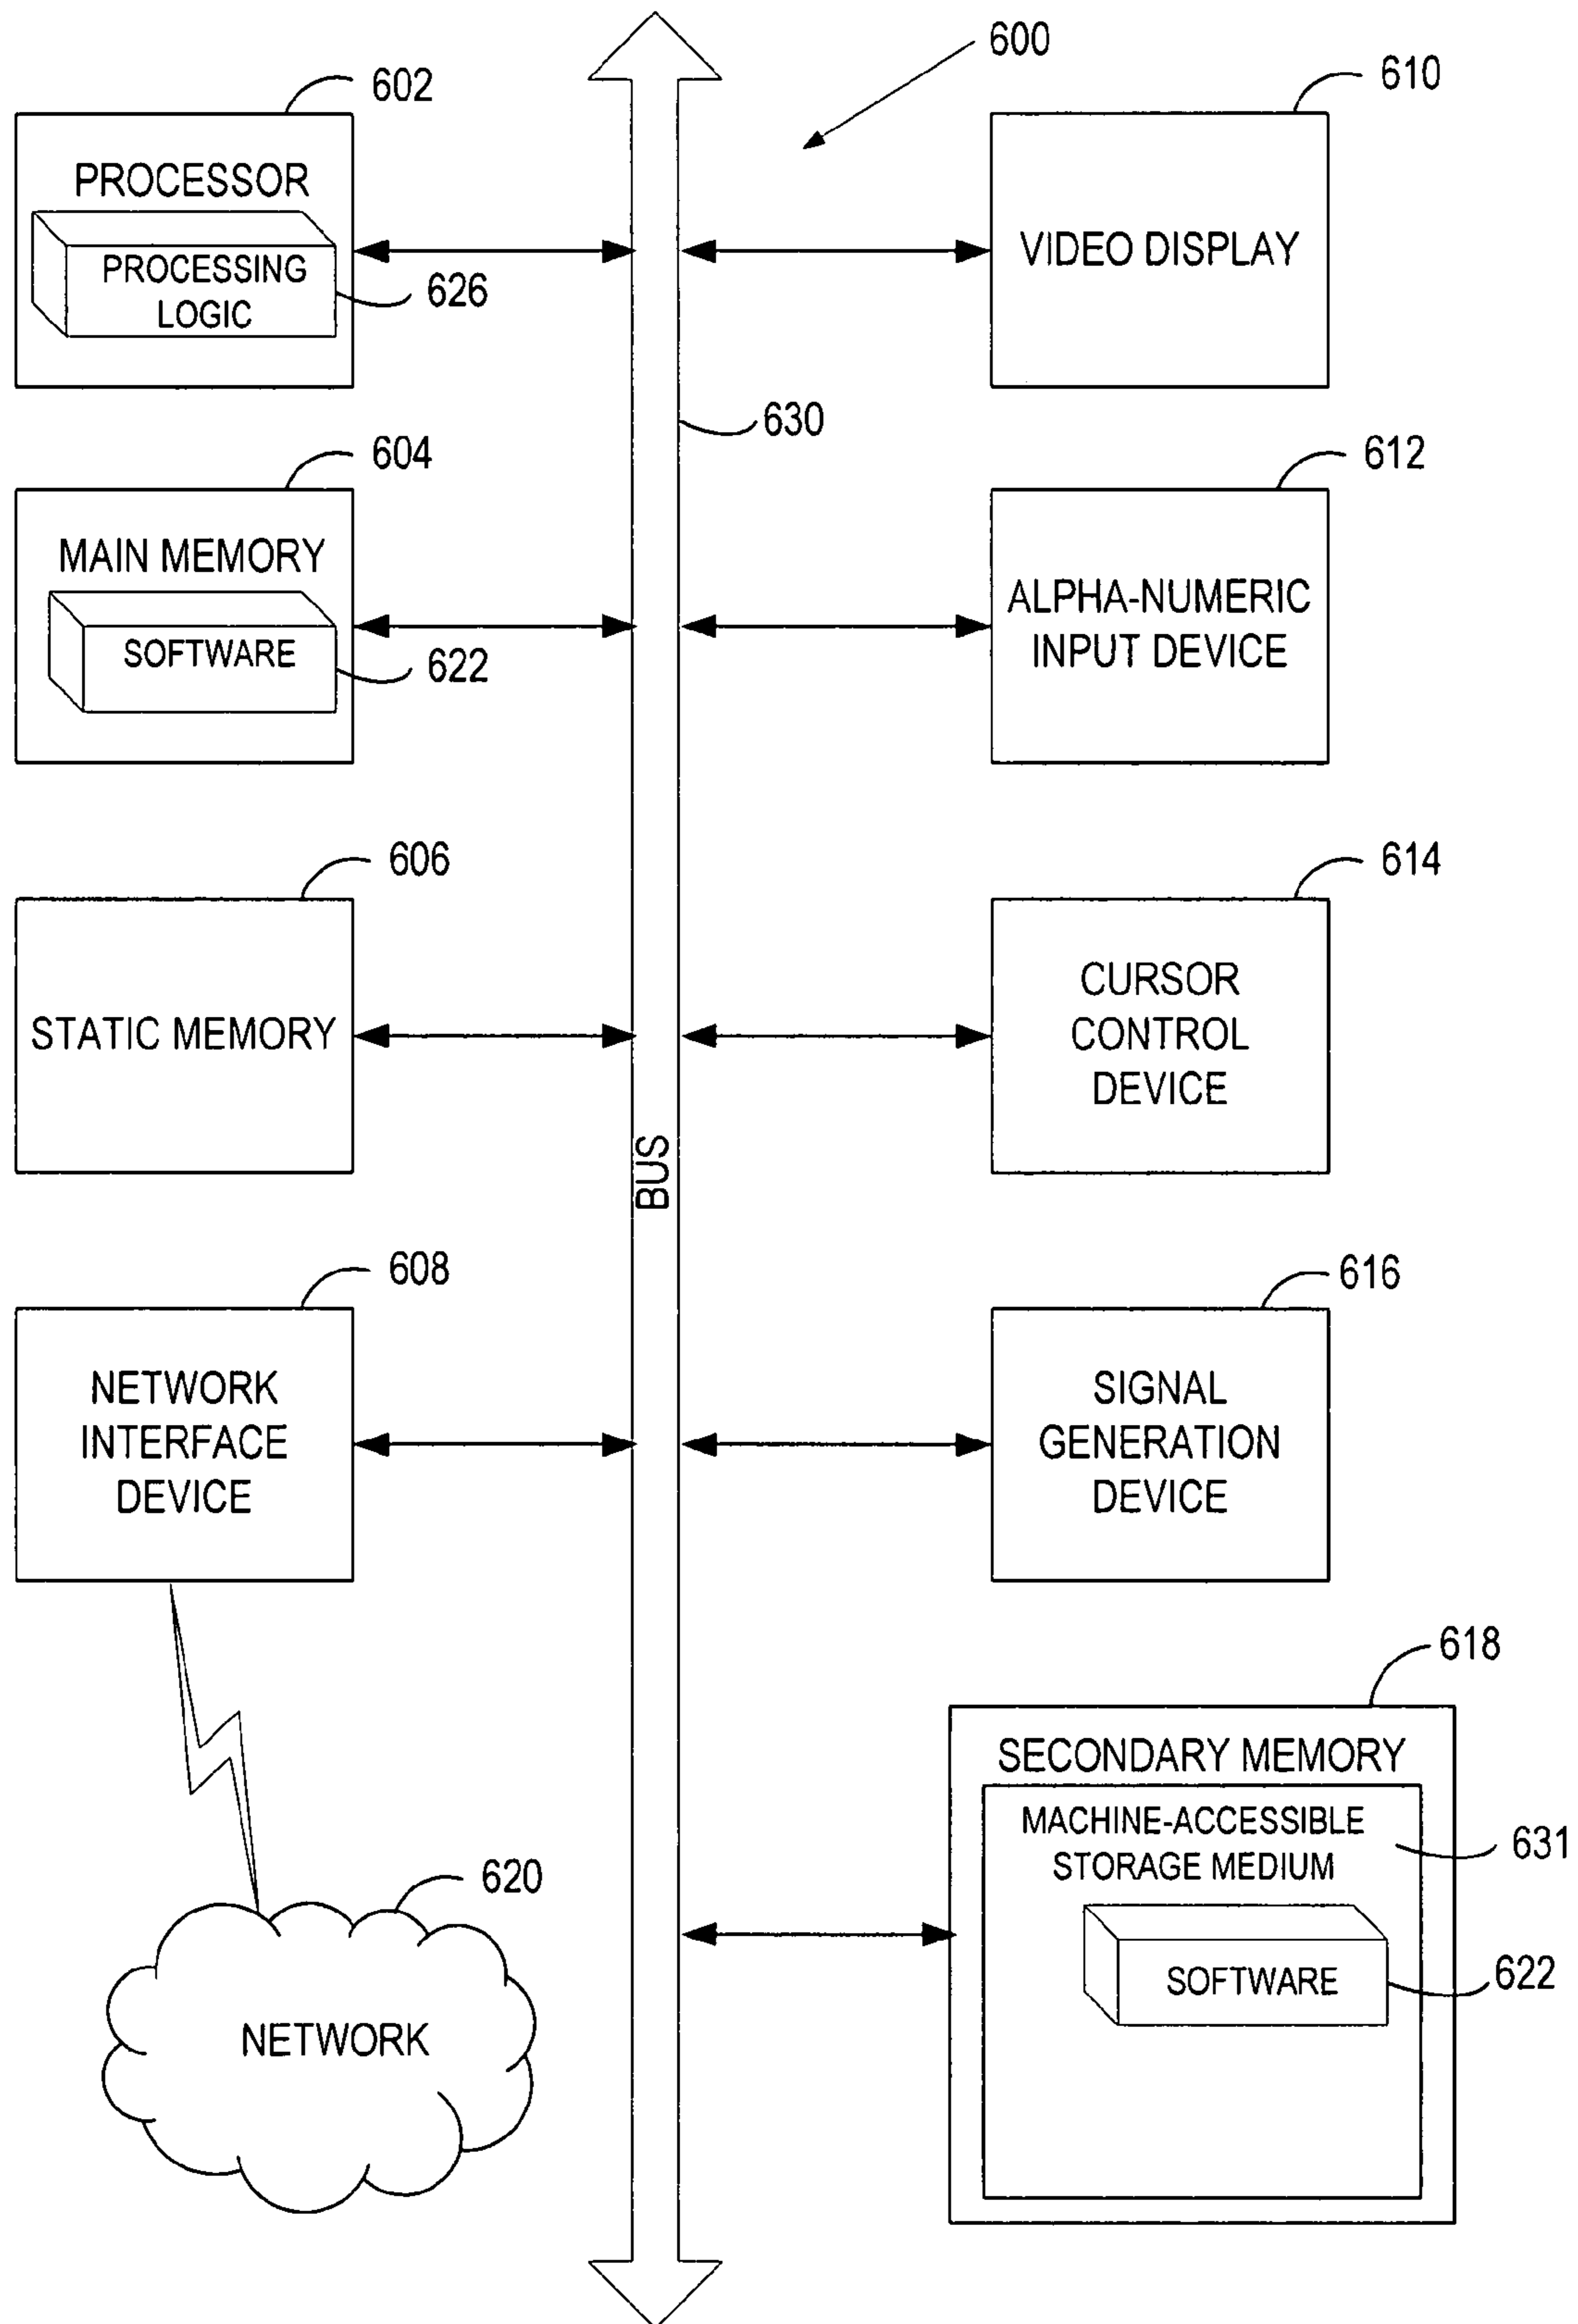 600
602
PROCESSOR
PROCESSING
LOGIC
626
604
MAIN MEMORY
SOFTWARE
622
606
STATIC MEMORY
608
NETWORK
INTERFACE
DEVICE
620
NETWORK
630
BUS
610
VIDEO DISPLAY
612
ALPHA-NUMERIC
INPUT DEVICE
614
CURSOR
CONTROL
DEVICE
616
SIGNAL
GENERATION
DEVICE
618
SECONDARY MEMORY
MACHINE-ACCESSIBLE
STORAGE MEDIUM
631
SOFTWARE
622